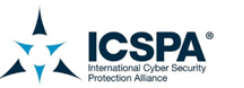 ICSPA®
International Cyber Security
Protection Alliance